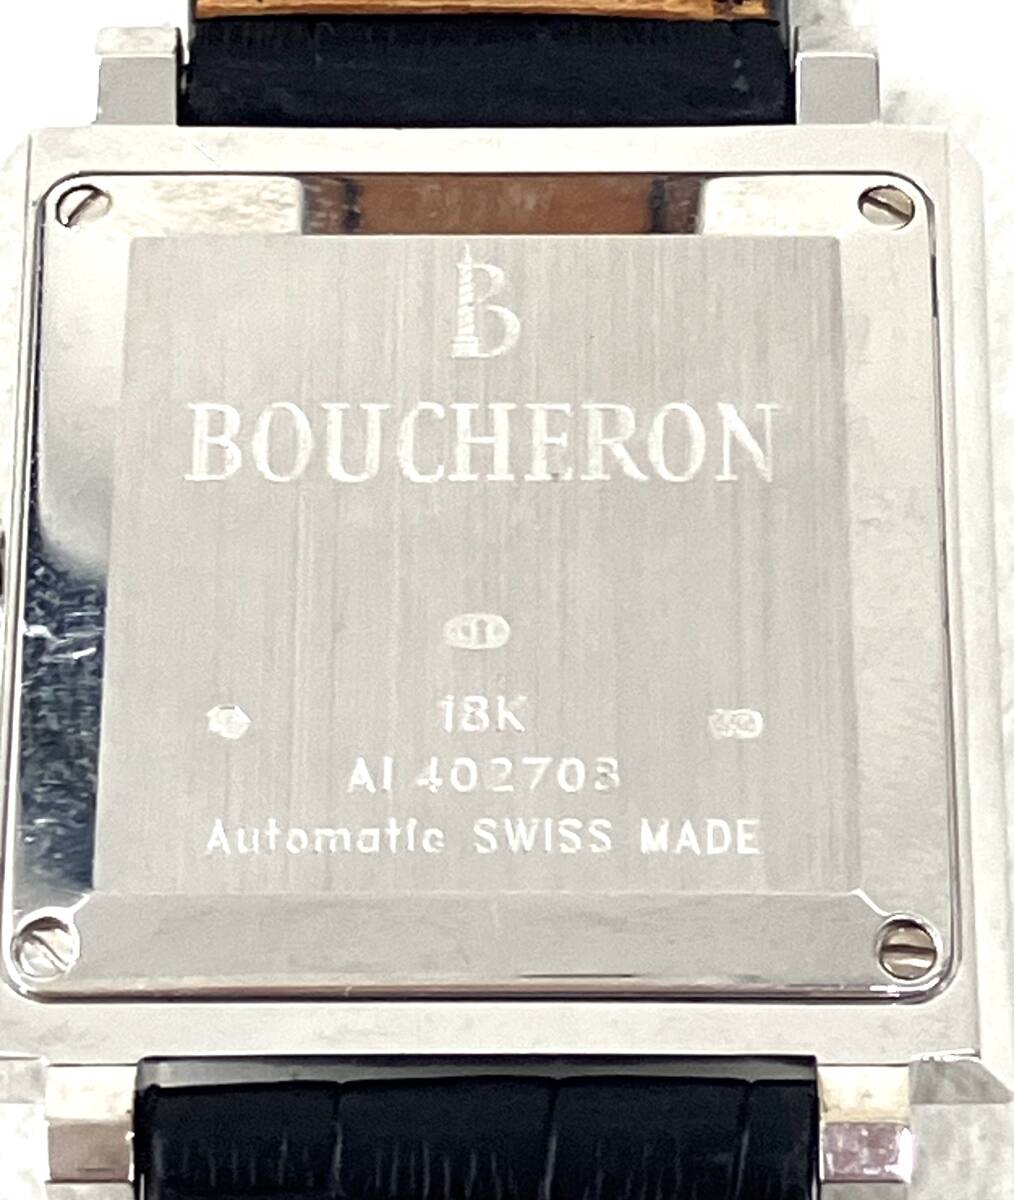 B
BOUCHERON
18K
AI 402708
Automatic SWISS MADE